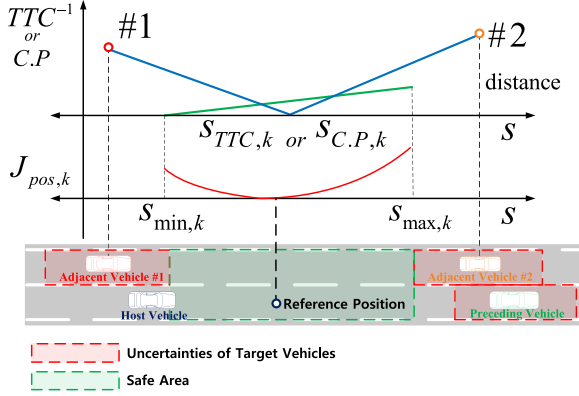 TTC⁻¹
or
C.P
#1
#2
distance
s_TTC,k or s_C.P,k
s
J_pos,k
s_min,k
s_max,k
s
Adjacent Vehicle #1
Adjacent Vehicle #2
Reference Position
Host Vehicle
Preceding Vehicle
Uncertainties of Target Vehicles
Safe Area